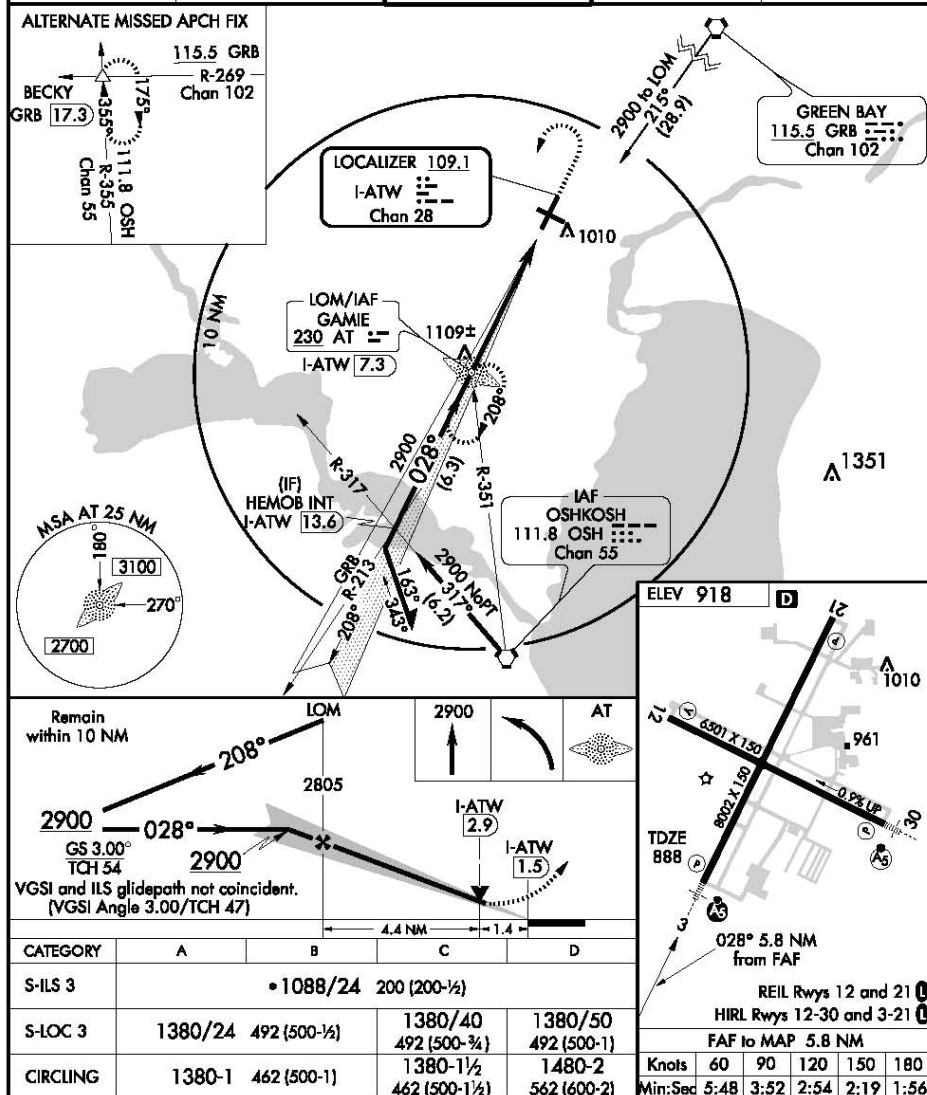 ALTERNATE MISSED APCH FIX
115.5 GRB
R-269
Chan 102
BECKY
GRB 17.3
175°
355°
R-355
111.8 OSH
Chan 55
2900 to LOM
215°
(28.9)
GREEN BAY
115.5 GRB
Chan 102
LOCALIZER 109.1
I-ATW
Chan 28
1010
10 NM
LOM/IAF
GAMIE
230 AT
I-ATW 7.3
1109±
208°
2900
028°
(6.3)
R-351
R-317
(IF)
HEMOB INT
I-ATW 13.6
IAF
OSHKOSH
111.8 OSH
Chan 55
1351
2900 NoPT
317°
(6.2)
163°
343°
GRB
R-213
208°
MSA AT 25 NM
180°
3100
270°
2700
ELEV 918
D
21
1010
12
6501 X 150
961
8002 X 150
0.9% UP
30
P
A5
TDZE
888
A5
3
028° 5.8 NM
from FAF
REIL Rwys 12 and 21 L
HIRL Rwys 12-30 and 3-21 L
FAF to MAP 5.8 NM
Knots 60 90 120 150 180
Min:Sec 5:48 3:52 2:54 2:19 1:56
Remain
within 10 NM
LOM
208°
2900
AT
2805
2900
028°
GS 3.00°
TCH 54
2900
I-ATW
2.9
I-ATW
1.5
VGSI and ILS glidepath not coincident.
(VGSI Angle 3.00/TCH 47)
4.4 NM
1.4
CATEGORY A B C D
S-ILS 3 *1088/24 200 (200-½)
S-LOC 3 1380/24 492 (500-½) 1380/40 492 (500-¾) 1380/50 492 (500-1)
CIRCLING 1380-1 462 (500-1) 1380-1½ 462 (500-1½) 1480-2 562 (600-2)